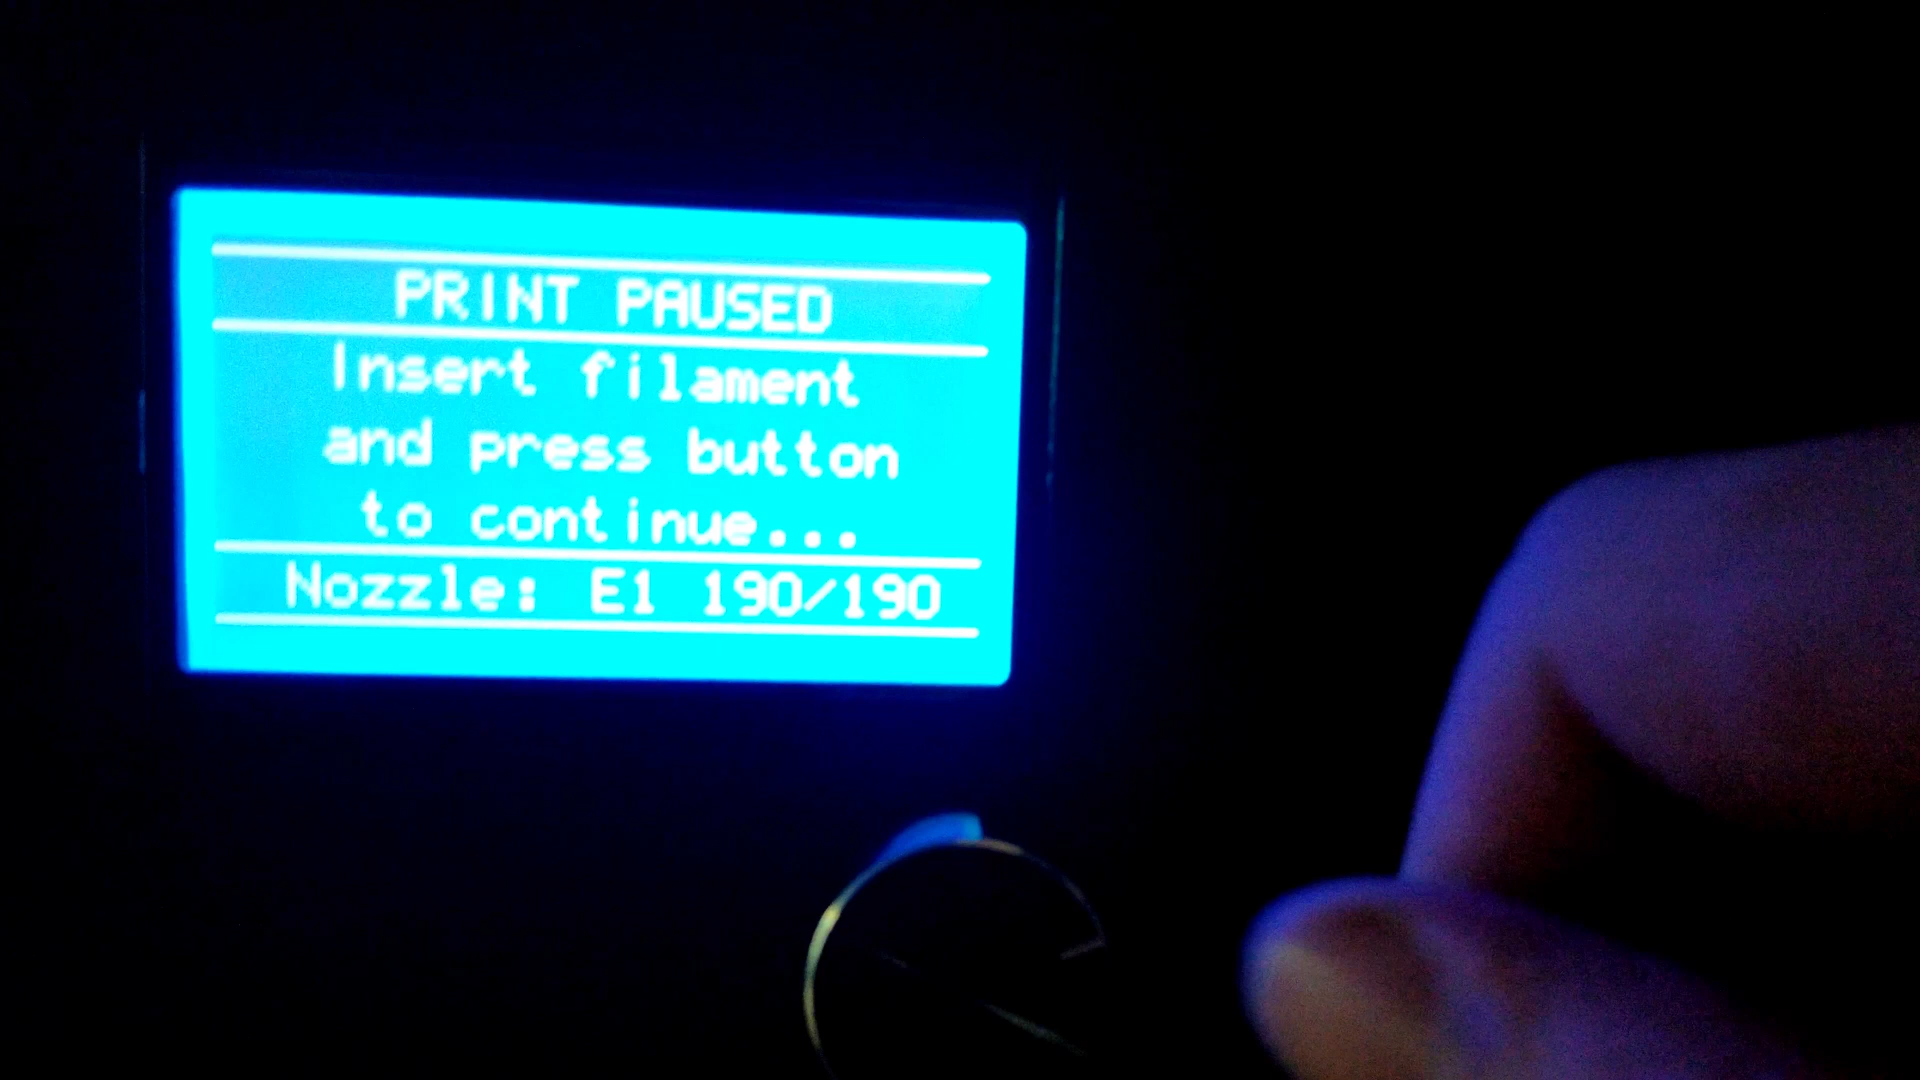 PRINT PAUSED
Insert filament
and press button
to continue...
Nozzle: E1 190/190